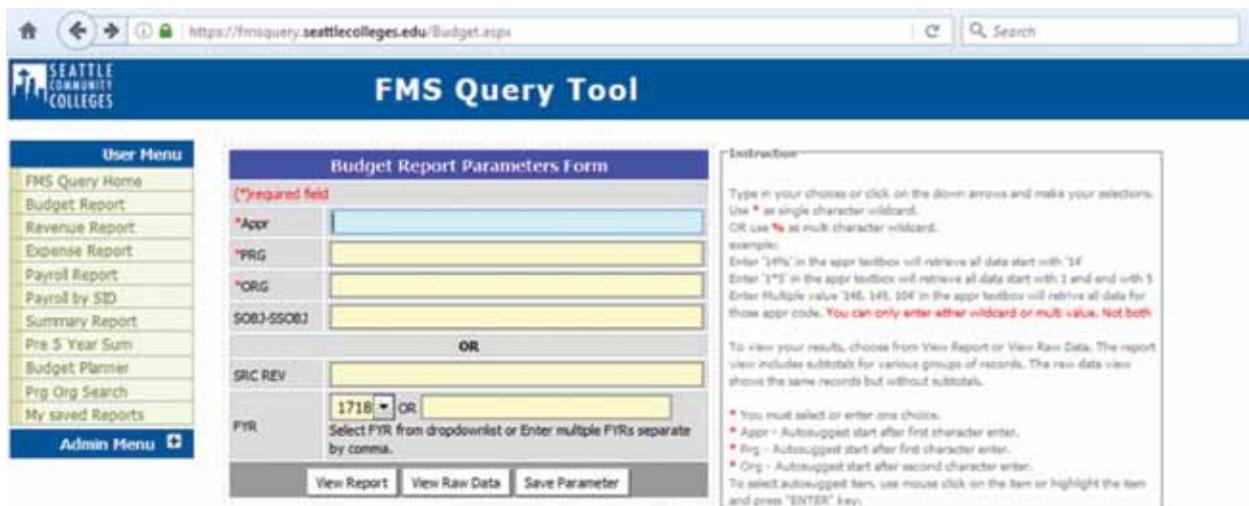 https://fmsquery.seattlecolleges.edu/Budget.aspx
Search
SEATTLE
COMMUNITY
COLLEGES
FMS Query Tool
User Menu
FMS Query Home
Budget Report
Revenue Report
Expense Report
Payroll Report
Payroll by SID
Summary Report
Pre 5 Year Sum
Budget Planner
Prg Org Search
My saved Reports
Admin Menu
Budget Report Parameters Form
(*)required field
*Appr
*PRG
*ORG
SOBJ-SSOBJ
OR
SRC REV
FYR
1718 OR
Select FYR from dropdownlist or Enter multiple FYRs separate
by comma.
View Report
View Raw Data
Save Parameter
Instruction
Type in your choices or click on the down arrows and make your selections.
Use * as single character wildcard.
OR use % as multi character wildcard.
example:
Enter '14%' in the appr textbox will retrieve all data start with '14'
Enter '1*5' in the appr textbox will retrieve all data start with 1 and end with 5
Enter Multiple value '148, 149, 104' in the appr textbox will retrive all data for
those appr code. You can only enter either wildcard or multi value. Not both
To view your results, choose from View Report or View Raw Data. The report
view includes subtotals for various groups of records. The raw data view
shows the same records but without subtotals.
* You must select or enter one choice.
* Appr - Autosuggest start after first character enter.
* Prg - Autosuggest start after first character enter.
* Org - Autosuggest start after second character enter.
To select autosuggested item, use mouse click on the item or highlight the item
and press "ENTER" key.